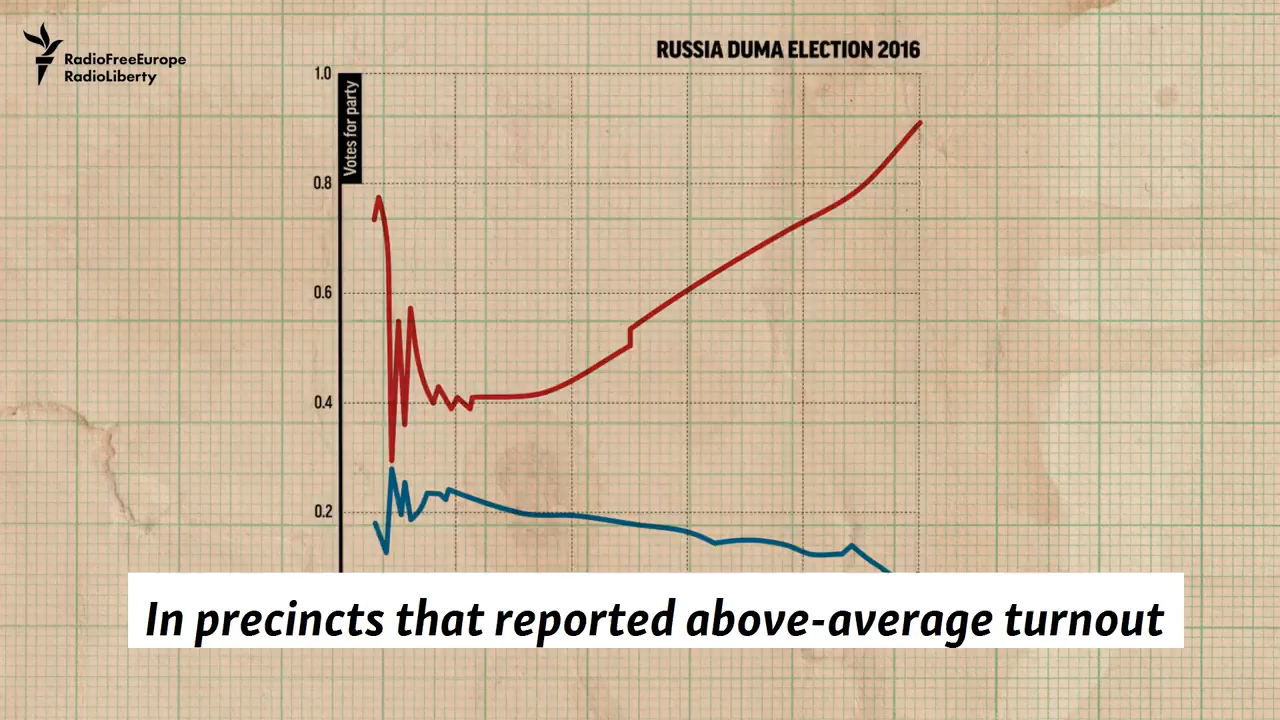 RadioFreeEurope
RadioLiberty
RUSSIA DUMA ELECTION 2016
1.0
Votes for party
0.8
0.6
0.4
0.2
In precincts that reported above-average turnout